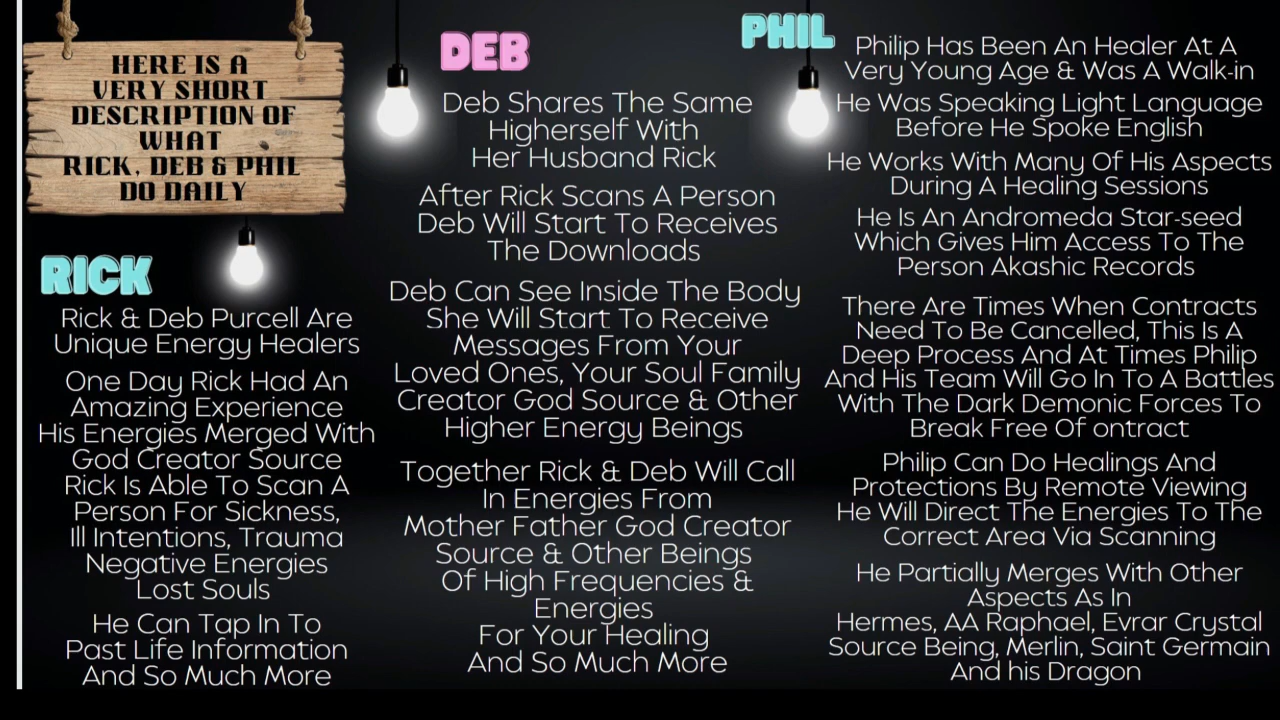 HERE IS A
VERY SHORT
DESCRIPTION OF
WHAT
RICK, DEB & PHIL
DO DAILY
RICK
Rick & Deb Purcell Are
Unique Energy Healers
One Day Rick Had An
Amazing Experience
His Energies Merged With
God Creator Source
Rick Is Able To Scan A
Person For Sickness,
Ill Intentions, Trauma
Negative Energies
Lost Souls
He Can Tap In To
Past Life Information
And So Much More
DEB
Deb Shares The Same
Higherself With
Her Husband Rick
After Rick Scans A Person
Deb Will Start To Receives
The Downloads
Deb Can See Inside The Body
She Will Start To Receive
Messages From Your
Loved Ones, Your Soul Family
Creator God Source & Other
Higher Energy Beings
Together Rick & Deb Will Call
In Energies From
Mother Father God Creator
Source & Other Beings
Of High Frequencies &
Energies
For Your Healing
And So Much More
PHIL
Philip Has Been An Healer At A
Very Young Age & Was A Walk-in
He Was Speaking Light Language
Before He Spoke English
He Works With Many Of His Aspects
During A Healing Sessions
He Is An Andromeda Star-seed
Which Gives Him Access To The
Person Akashic Records
There Are Times When Contracts
Need To Be Cancelled, This Is A
Deep Process And At Times Philip
And His Team Will Go In To A Battles
With The Dark Demonic Forces To
Break Free Of ontract
Philip Can Do Healings And
Protections By Remote Viewing
He Will Direct The Energies To The
Correct Area Via Scanning
He Partially Merges With Other
Aspects As In
Hermes, AA Raphael, Evrar Crystal
Source Being, Merlin, Saint Germain
And his Dragon